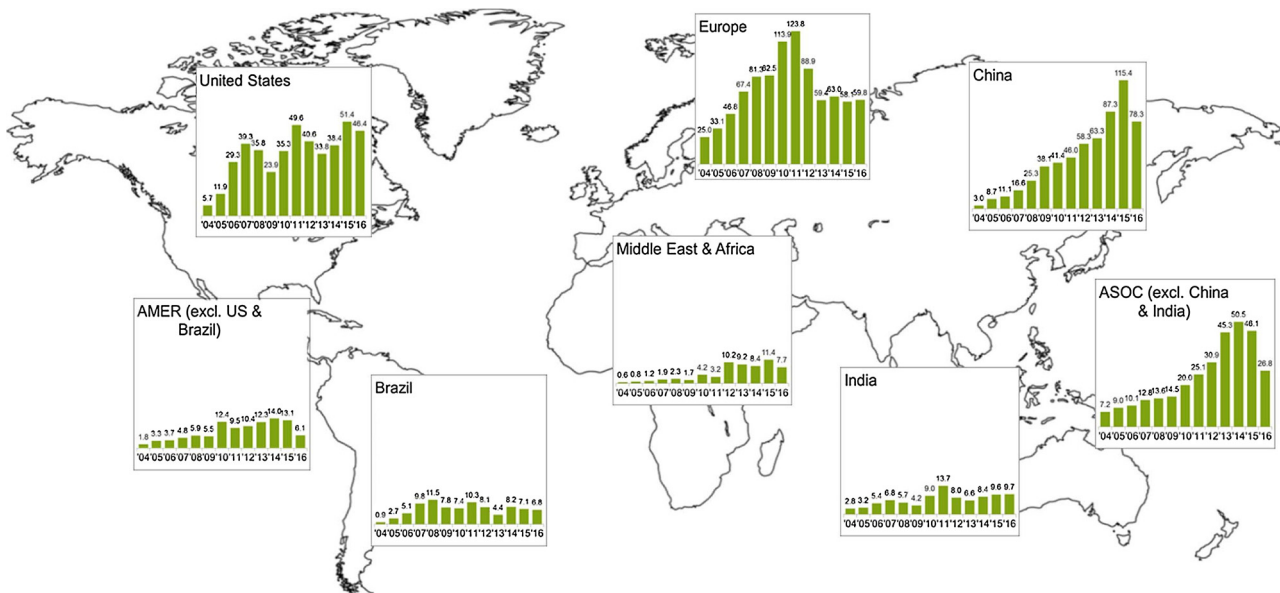 Europe
25.0 33.1 46.8 67.4 81.3 82.5 113.9 123.8 88.9 59.4 63.0 58.1 59.8
'04 '05 '06 '07 '08 '09 '10 '11 '12 '13 '14 '15 '16
United States
5.7 11.9 29.3 39.3 35.8 23.9 35.3 49.6 40.6 33.8 38.4 51.4 46.4
'04 '05 '06 '07 '08 '09 '10 '11 '12 '13 '14 '15 '16
China
3.0 8.7 11.1 16.6 25.3 38.1 41.4 46.0 58.3 63.3 87.3 115.4 78.3
'04 '05 '06 '07 '08 '09 '10 '11 '12 '13 '14 '15 '16
Middle East & Africa
0.6 0.8 1.2 1.9 2.3 1.7 4.2 3.2 10.2 9.2 8.4 11.4 7.7
'04 '05 '06 '07 '08 '09 '10 '11 '12 '13 '14 '15 '16
ASOC (excl. China
& India)
7.2 9.0 10.1 12.8 13.6 14.5 20.0 25.1 30.9 45.3 50.5 46.1 26.8
'04 '05 '06 '07 '08 '09 '10 '11 '12 '13 '14 '15 '16
AMER (excl. US &
Brazil)
1.8 3.3 3.7 4.8 5.9 5.5 12.4 9.5 10.4 12.3 14.0 13.1 6.1
'04 '05 '06 '07 '08 '09 '10 '11 '12 '13 '14 '15 '16
Brazil
0.9 2.7 5.1 9.8 11.5 7.8 7.4 10.3 8.1 4.4 8.2 7.1 6.8
'04 '05 '06 '07 '08 '09 '10 '11 '12 '13 '14 '15 '16
India
2.8 3.2 5.4 6.8 5.7 4.2 9.0 13.7 8.0 6.6 8.4 9.6 9.7
'04 '05 '06 '07 '08 '09 '10 '11 '12 '13 '14 '15 '16